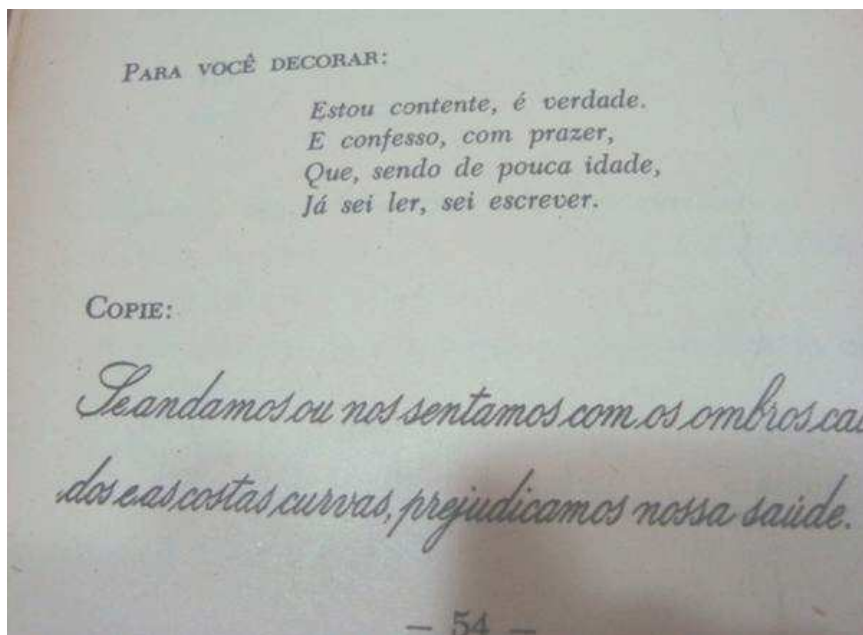 PARA VOCÊ DECORAR:
Estou contente, é verdade.
E confesso, com prazer,
Que, sendo de pouca idade,
Já sei ler, sei escrever.
COPIE:
Se andamos ou nos sentamos com os ombros caí
dos e as costas curvas, prejudicamos nossa saúde.
— 54 —